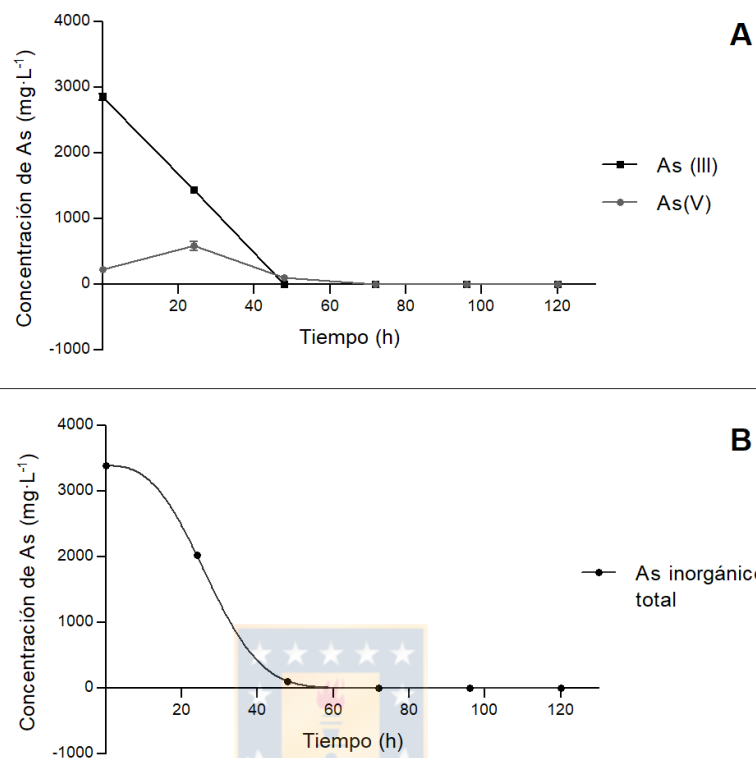 A
Concentración de As (mg·L⁻¹)
4000
3000
2000
1000
0
-1000
20 40 60 80 100 120
Tiempo (h)
As (III)
As(V)
B
Concentración de As (mg·L⁻¹)
4000
3000
2000
1000
0
-1000
20 40 60 80 100 120
Tiempo (h)
As inorgánico
total